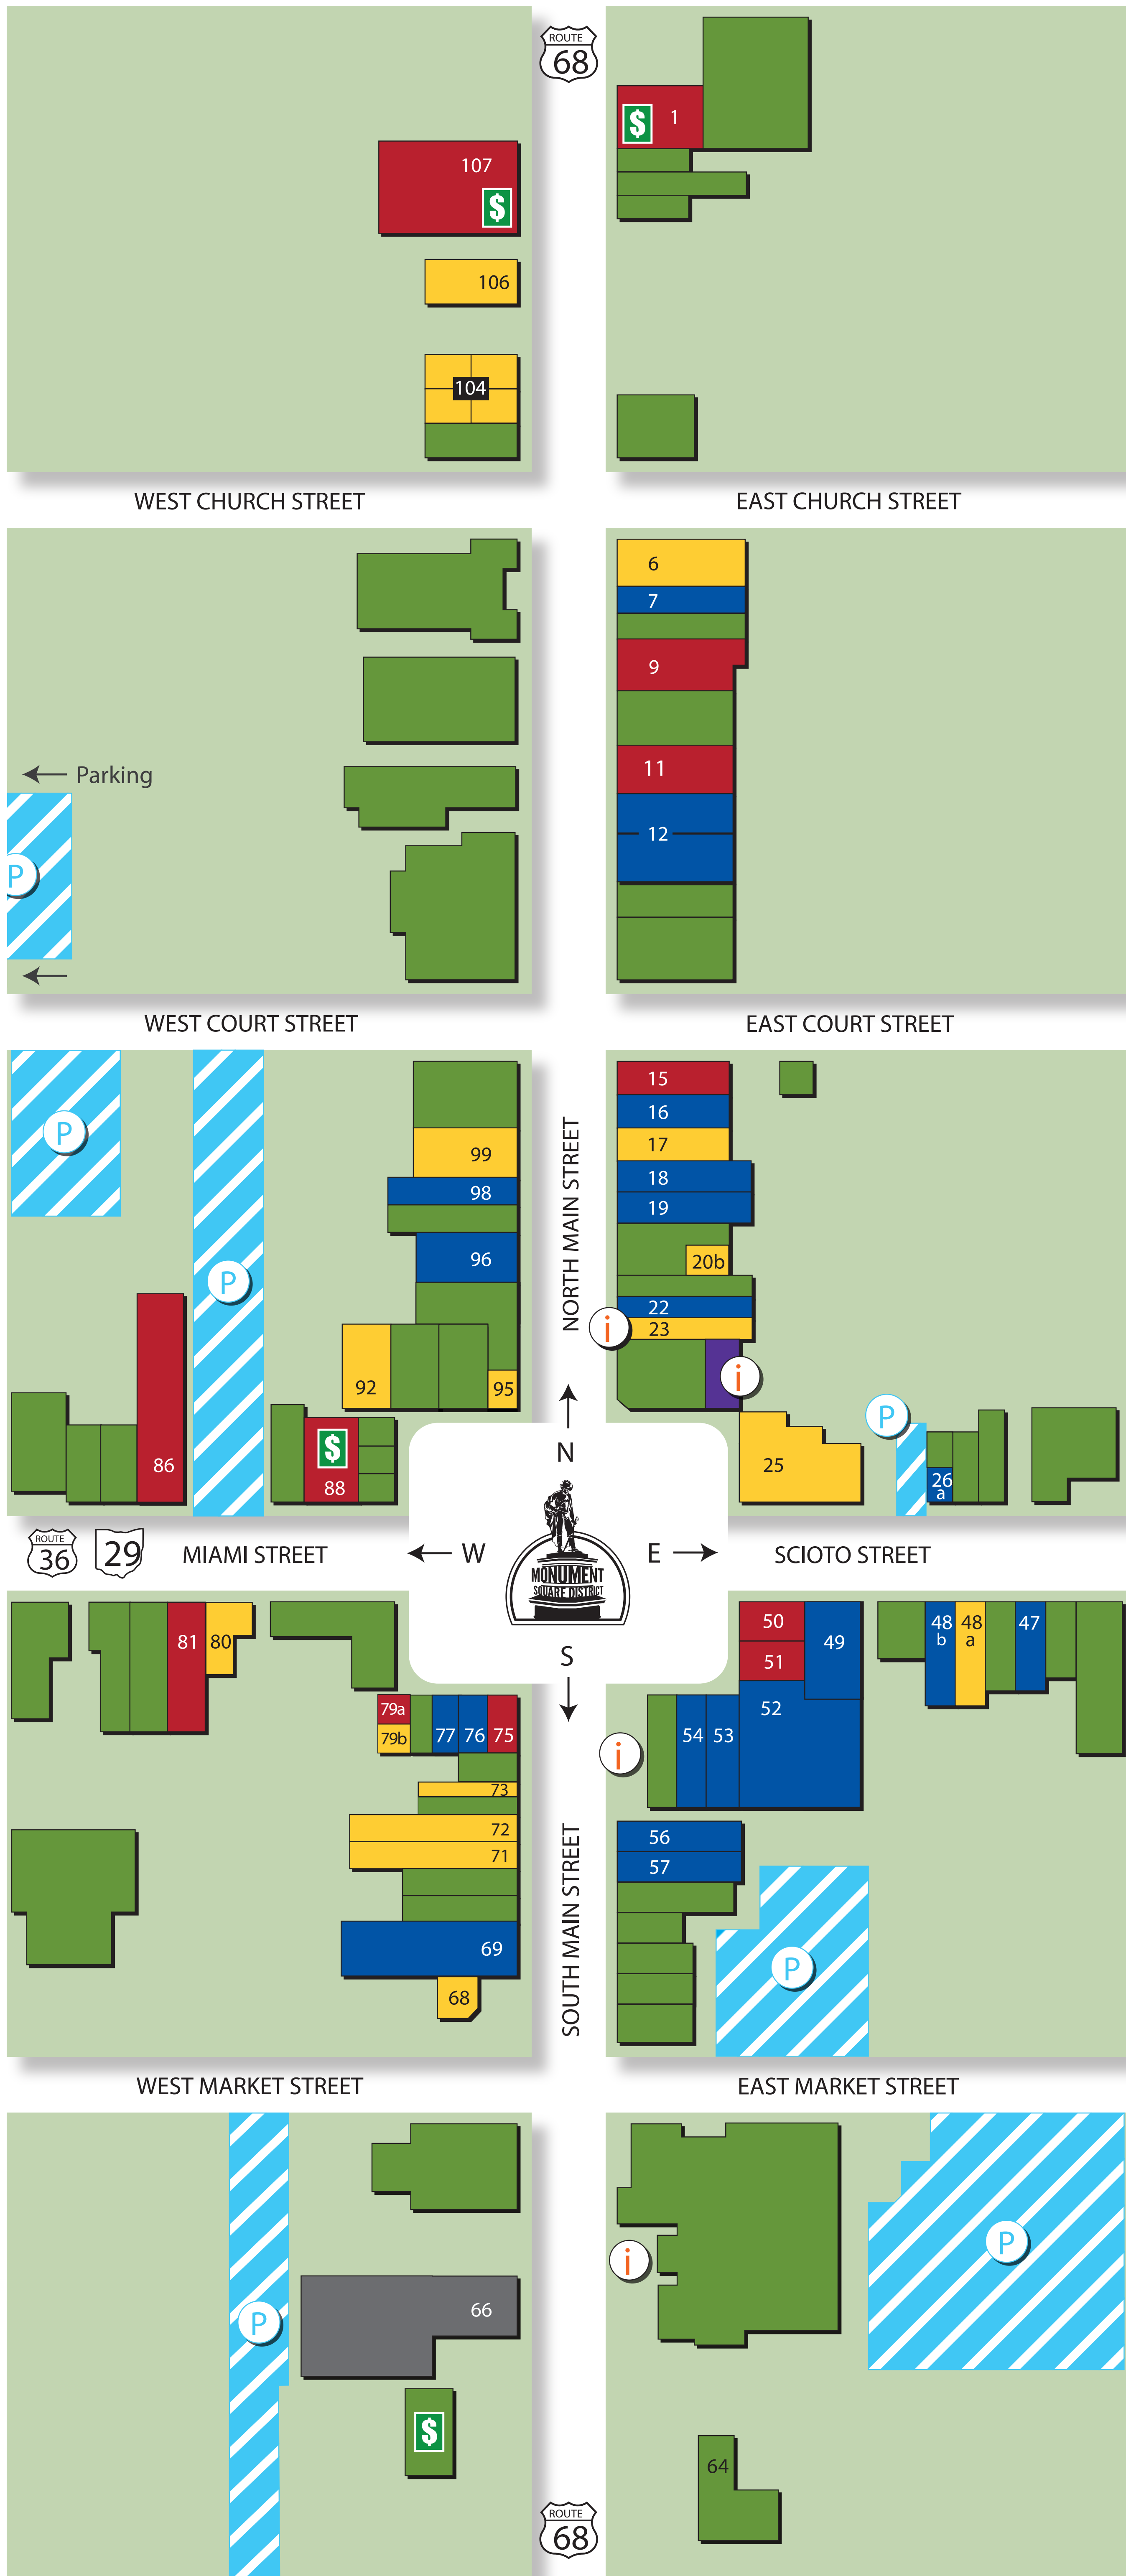 ROUTE
68
$ 1
107
$
106
104
WEST CHURCH STREET
EAST CHURCH STREET
6
7
9
11
12
Parking
P
WEST COURT STREET
EAST COURT STREET
P
P
99
98
96
92
95
86
$
88
NORTH MAIN STREET
15
16
17
18
19
20b
22
23
i
i
25
P
26
a
N
W
E
S
MONUMENT
SQUARE DISTRICT
ROUTE
36
29
MIAMI STREET
SCIOTO STREET
81
80
79a
79b
77
76
75
73
72
71
69
68
SOUTH MAIN STREET
50
51
49
52
54
53
48
b
48
a
47
i
56
57
P
WEST MARKET STREET
EAST MARKET STREET
P
66
$
i
P
64
ROUTE
68